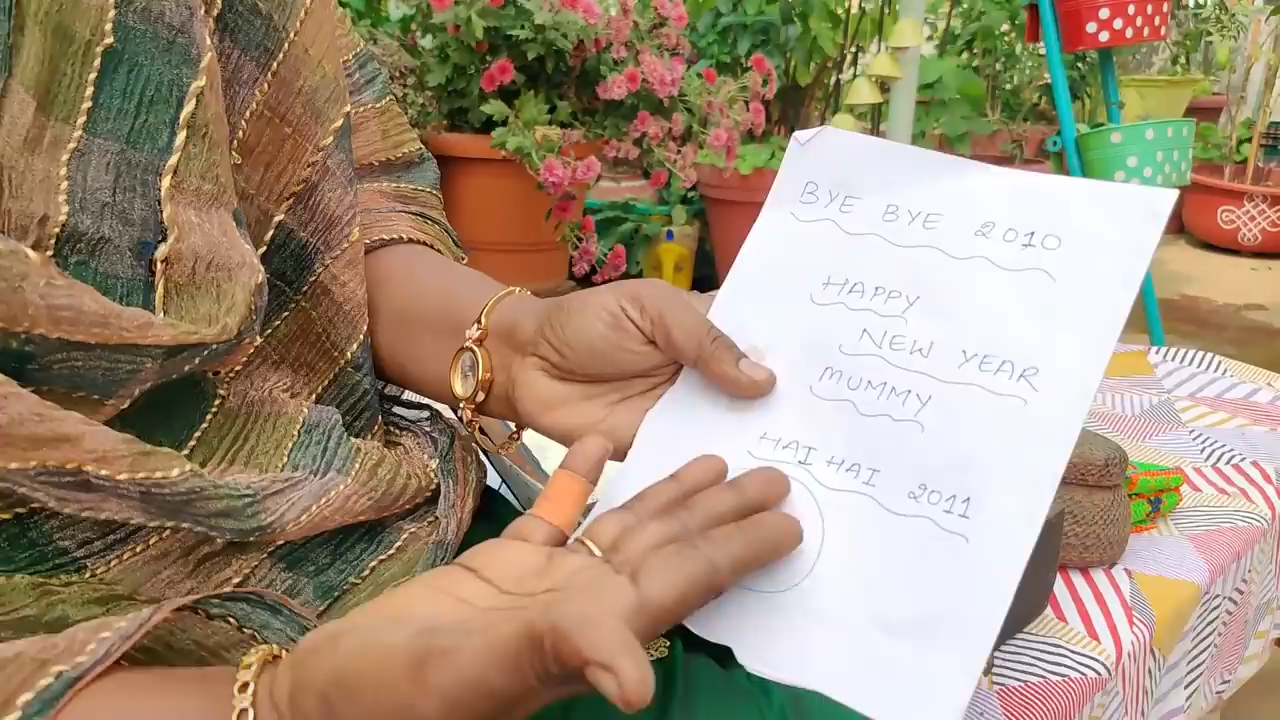 BYE BYE 2010
HAPPY
NEW YEAR
MUMMY
HAI HAI 2011